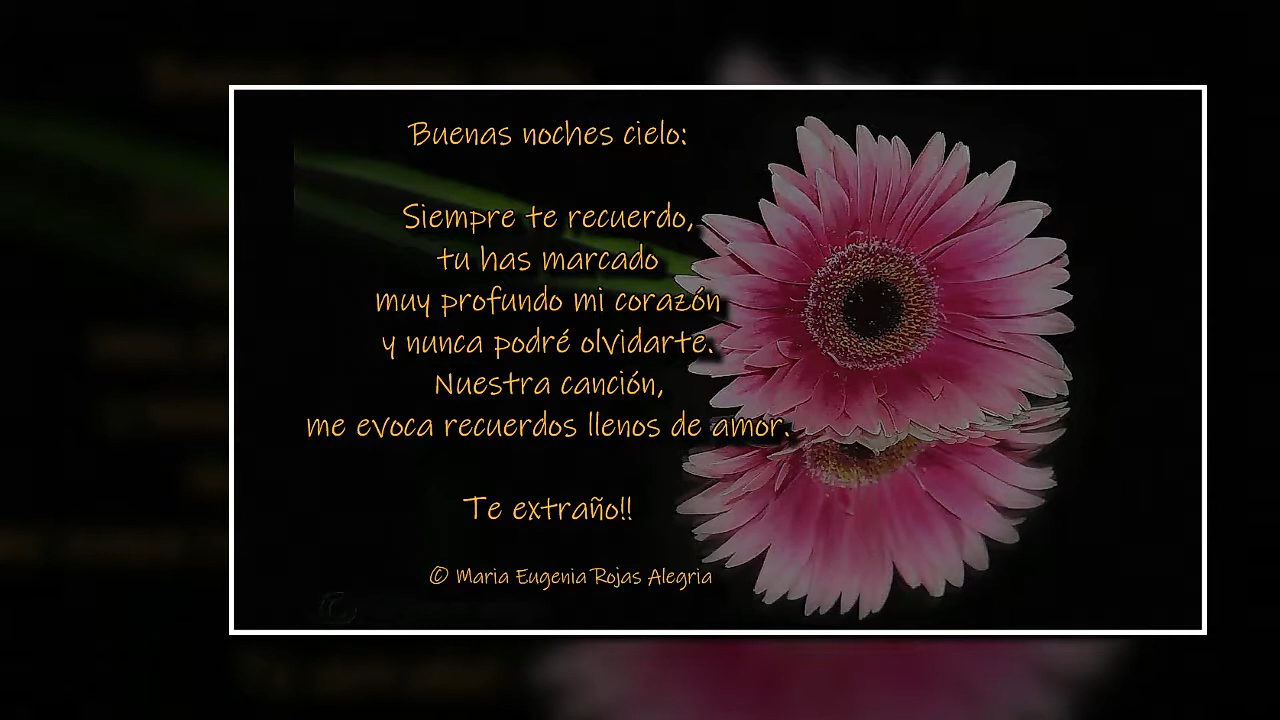 Buenas noches cielo:
Siempre te recuerdo,
tu has marcado
muy profundo mi corazón
y nunca podré olvidarte.
Nuestra canción,
me evoca recuerdos llenos de amor.
Te extraño!!
© Maria Eugenia Rojas Alegria